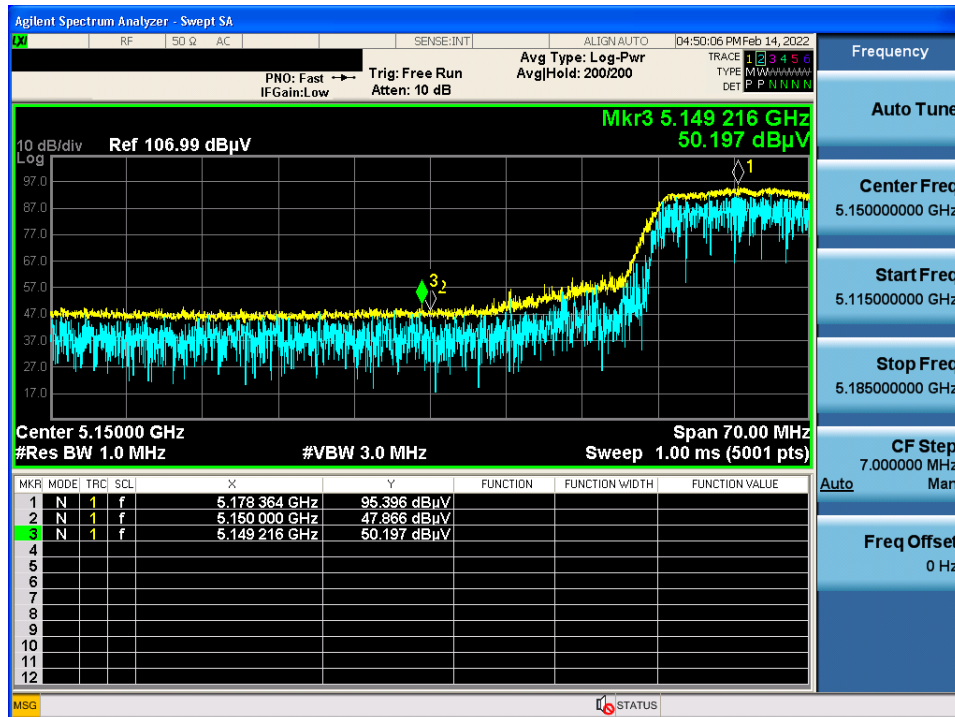 Agilent Spectrum Analyzer - Swept SA
LXI RF 50 Ω AC SENSE:INT ALIGN AUTO 04:50:06 PM Feb 14, 2022
PNO: Fast Trig: Free Run Avg Type: Log-Pwr TRACE 1 2 3 4 5 6
IFGain:Low Atten: 10 dB Avg|Hold: 200/200 TYPE MWWWWW
DET P P N N N N
Mkr3 5.149 216 GHz
50.197 dBµV
10 dB/div Ref 106.99 dBµV
Log
97.0
87.0
77.0
67.0
57.0
47.0
37.0
27.0
17.0
1
3
2
Center 5.15000 GHz Span 70.00 MHz
#Res BW 1.0 MHz #VBW 3.0 MHz Sweep 1.00 ms (5001 pts)
MKR MODE TRC SCL X Y FUNCTION FUNCTION WIDTH FUNCTION VALUE
1 N 1 f 5.178 364 GHz 95.396 dBµV
2 N 1 f 5.150 000 GHz 47.866 dBµV
3 N 1 f 5.149 216 GHz 50.197 dBµV
4
5
6
7
8
9
10
11
12
MSG STATUS
Frequency
Auto Tune
Center Freq
5.150000000 GHz
Start Freq
5.115000000 GHz
Stop Freq
5.185000000 GHz
CF Step
7.000000 MHz
Auto Man
Freq Offset
0 Hz